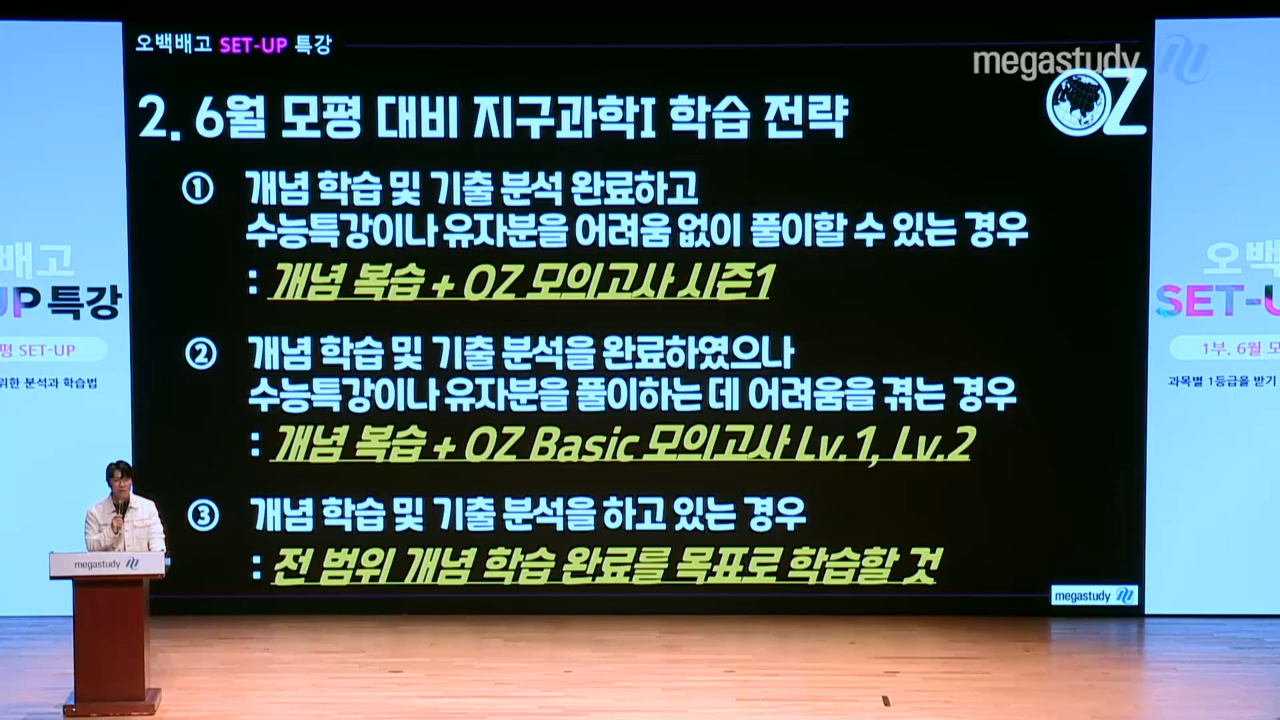 오백배고 SET-UP 특강
megastudy
OZ
2. 6월 모평 대비 지구과학I 학습 전략
① 개념 학습 및 기출 분석 완료하고
수능특강이나 유자분을 어려움 없이 풀이할 수 있는 경우
: 개념 복습 + OZ 모의고사 시즌1
② 개념 학습 및 기출 분석을 완료하였으나
수능특강이나 유자분을 풀이하는 데 어려움을 겪는 경우
: 개념 복습 + OZ Basic 모의고사 Lv.1, Lv.2
③ 개념 학습 및 기출 분석을 하고 있는 경우
: 전 범위 개념 학습 완료를 목표로 학습할 것
megastudy
배고
UP 특강
평 SET-UP
위한 분석과 학습법
오백
SET-U
1부. 6월 모
과목별 1등급을 받기
megastudy